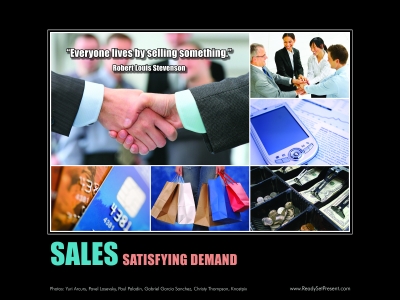 "Everyone lives by selling something."
Robert Louis Stevenson
SALES SATISFYING DEMAND
Photos: Yuri Arcurs, Pavel Losevsky, Paul Paladin, Gabriel Garcia Sanchez, Christy Thompson, Knotsmaster
www.ReadySetPresent.com